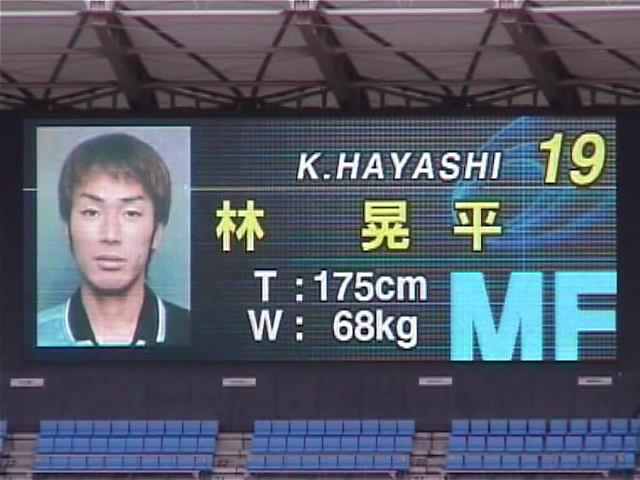 K.HAYASHI 19
林 晃平
T:175cm
W: 68kg
MF